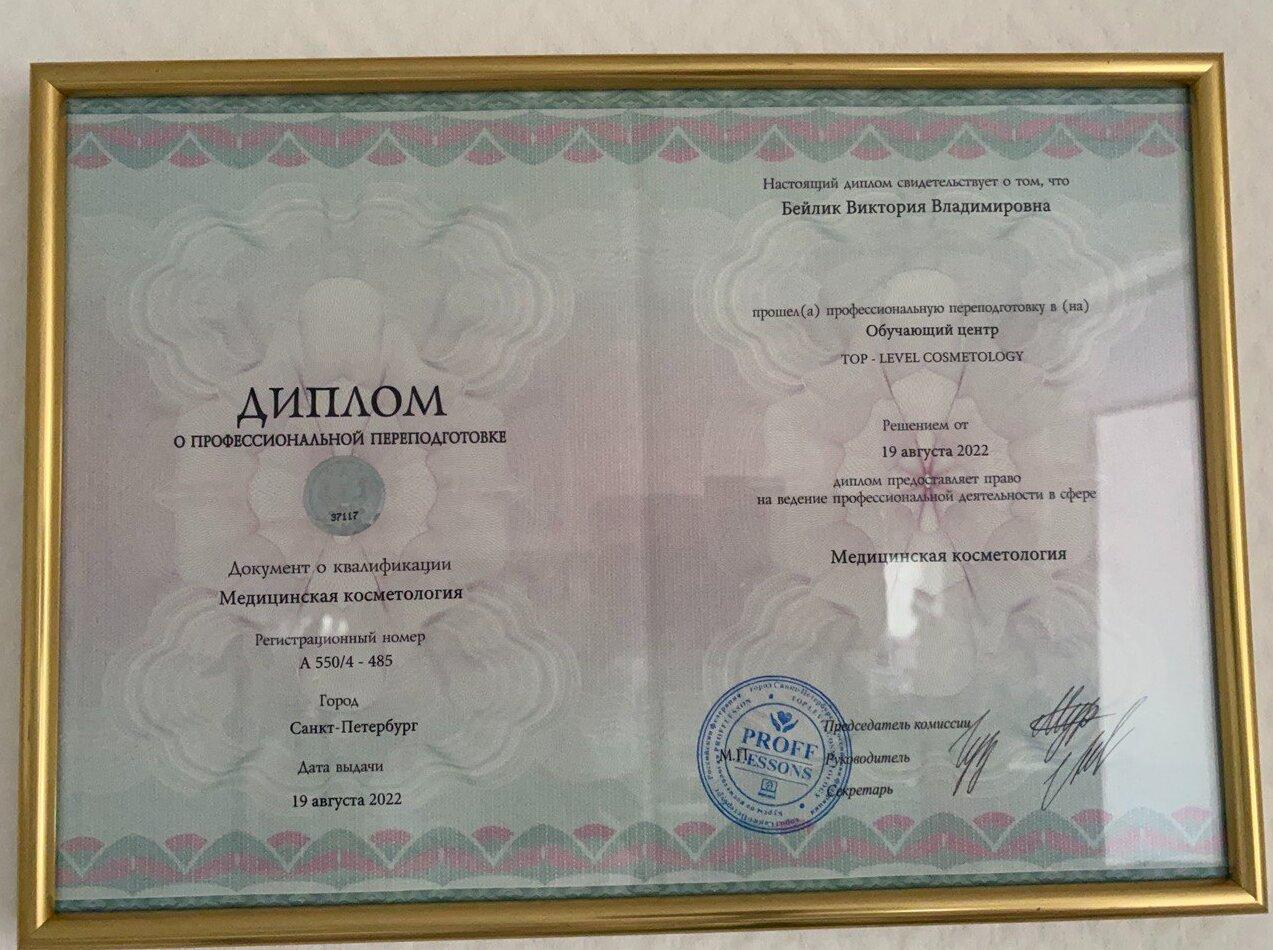 ДИПЛОМ
О ПРОФЕССИОНАЛЬНОЙ ПЕРЕПОДГОТОВКЕ
37117
Документ о квалификации
Медицинская косметология
Регистрационный номер
А 550/4 - 485
Город
Санкт-Петербург
Дата выдачи
19 августа 2022
Настоящий диплом свидетельствует о том, что
Бейлик Виктория Владимировна
прошел(а) профессиональную переподготовку в (на)
Обучающий центр
TOP - LEVEL COSMETOLOGY
Решением от
19 августа 2022
диплом предоставляет право
на ведение профессиональной деятельности в сфере
Медицинская косметология
Председатель комиссии
М.П.
Руководитель
Секретарь
PROFF
LESSONS